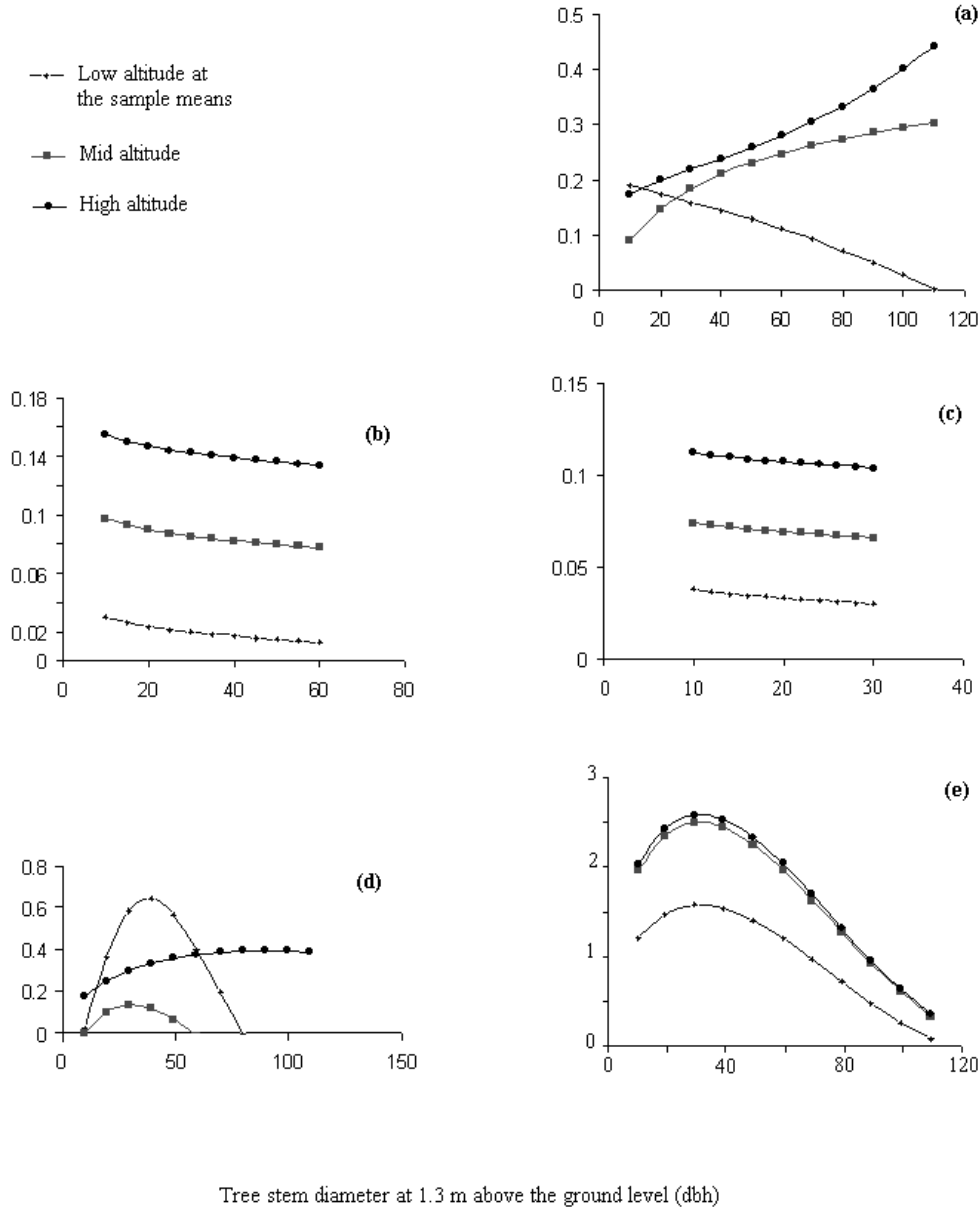 Low altitude at
the sample means
Mid altitude
High altitude
(a)
0.5
0.4
0.3
0.2
0.1
0
0 20 40 60 80 100 120
(b)
0.18
0.14
0.1
0.06
0.02
0
0 20 40 60 80
(c)
0.15
0.1
0.05
0
0 10 20 30 40
(d)
0.8
0.6
0.4
0.2
0
0 50 100 150
(e)
3
2
1
0
0 40 80 120
Tree stem diameter at 1.3 m above the ground level (dbh)